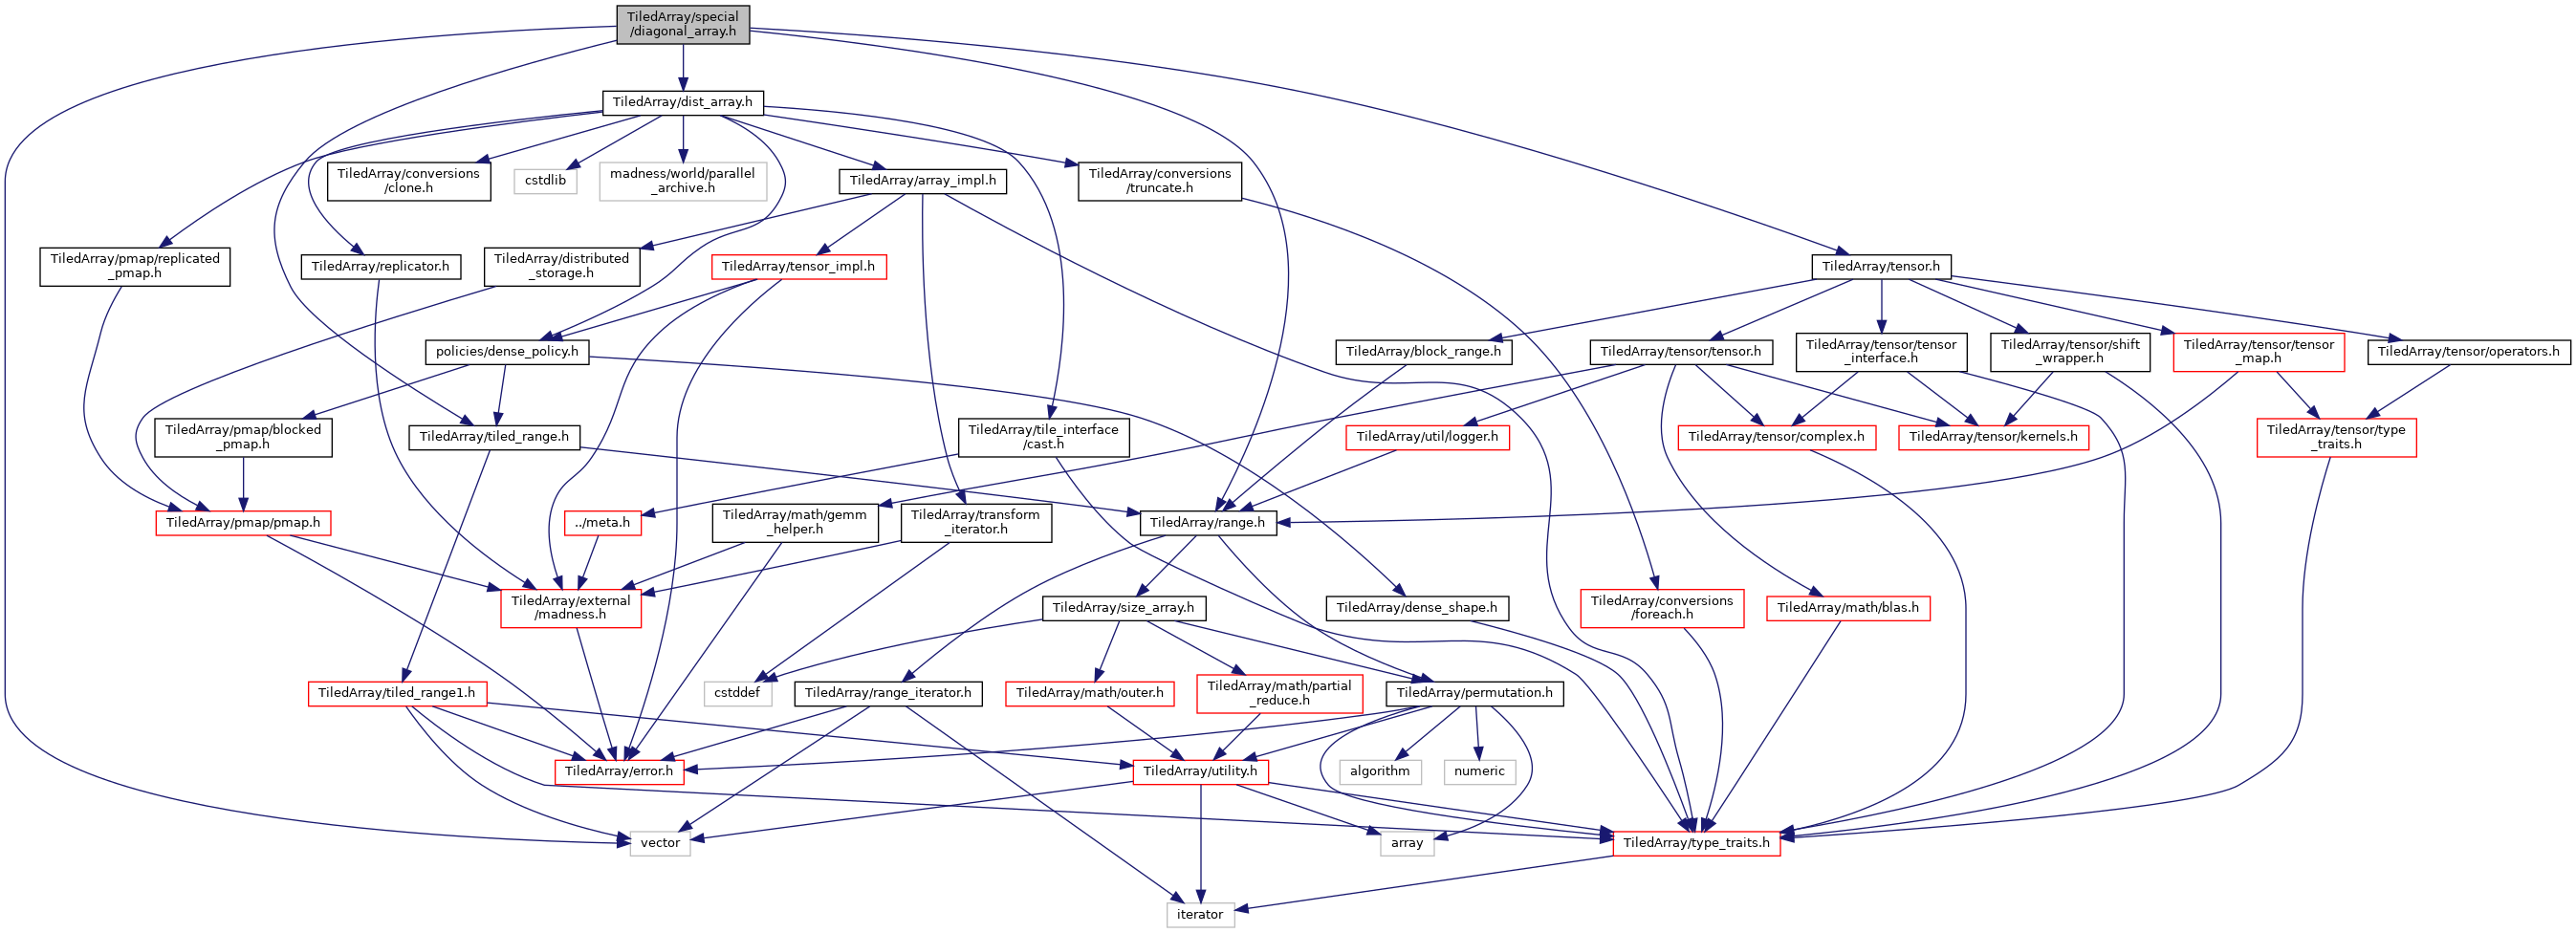 TiledArray/special
/diagonal_array.h
TiledArray/dist_array.h
TiledArray/conversions
/clone.h
cstdlib
madness/world/parallel
_archive.h
TiledArray/array_impl.h
TiledArray/conversions
/truncate.h
TiledArray/pmap/replicated
_pmap.h
TiledArray/replicator.h
TiledArray/distributed
_storage.h
TiledArray/tensor_impl.h
TiledArray/tensor.h
policies/dense_policy.h
TiledArray/block_range.h
TiledArray/tensor/tensor.h
TiledArray/tensor/tensor
_interface.h
TiledArray/tensor/shift
_wrapper.h
TiledArray/tensor/tensor
_map.h
TiledArray/tensor/operators.h
TiledArray/pmap/blocked
_pmap.h
TiledArray/tiled_range.h
TiledArray/tile_interface
/cast.h
TiledArray/util/logger.h
TiledArray/tensor/complex.h
TiledArray/tensor/kernels.h
TiledArray/tensor/type
_traits.h
TiledArray/pmap/pmap.h
../meta.h
TiledArray/math/gemm
_helper.h
TiledArray/transform
_iterator.h
TiledArray/range.h
TiledArray/external
/madness.h
TiledArray/size_array.h
TiledArray/dense_shape.h
TiledArray/conversions
/foreach.h
TiledArray/math/blas.h
TiledArray/tiled_range1.h
cstddef
TiledArray/range_iterator.h
TiledArray/math/outer.h
TiledArray/math/partial
_reduce.h
TiledArray/permutation.h
TiledArray/error.h
TiledArray/utility.h
algorithm
numeric
vector
array
TiledArray/type_traits.h
iterator